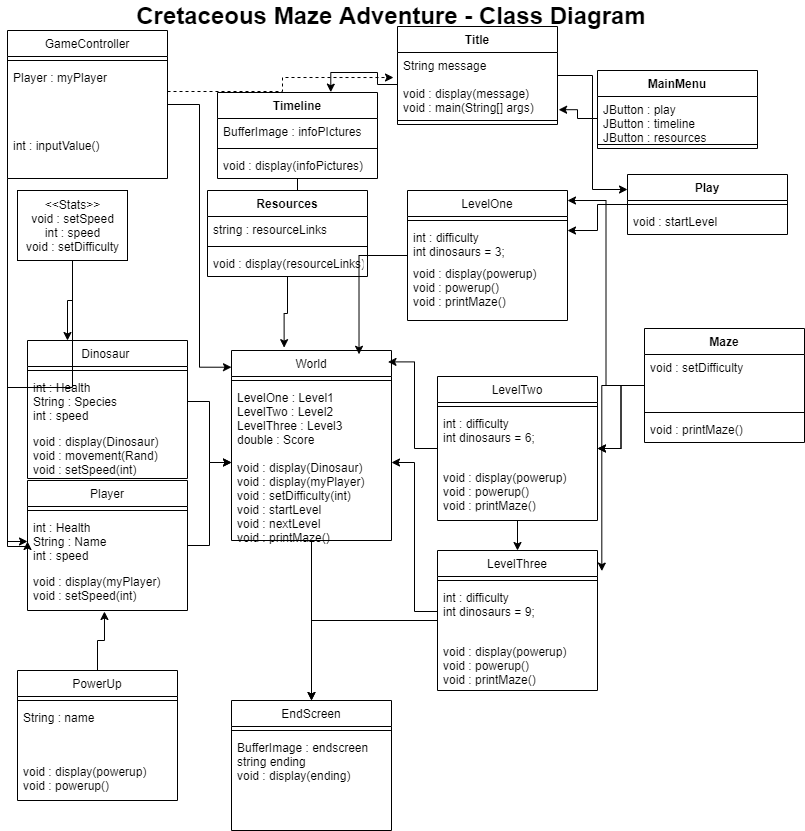 Cretaceous Maze Adventure - Class Diagram
GameController
Player : myPlayer
int : inputValue()
Title
String message
void : display(message)
void : main(String[] args)
MainMenu
JButton : play
JButton : timeline
JButton : resources
Timeline
BufferImage : infoPIctures
void : display(infoPictures)
<<Stats>>
void : setSpeed
int : speed
void : setDifficulty
Resources
string : resourceLinks
void : display(resourceLinks)
LevelOne
int : difficulty
int dinosaurs = 3;
void : display(powerup)
void : powerup()
void : printMaze()
Play
void : startLevel
Dinosaur
int : Health
String : Species
int : speed
void : display(Dinosaur)
void : movement(Rand)
void : setSpeed(int)
World
LevelOne : Level1
LevelTwo : Level2
LevelThree : Level3
double : Score
void : display(Dinosaur)
void : display(myPlayer)
void : setDifficulty(int)
void : startLevel
void : nextLevel
void : printMaze()
LevelTwo
int : difficulty
int dinosaurs = 6;
void : display(powerup)
void : powerup()
void : printMaze()
Maze
void : setDifficulty
void : printMaze()
Player
int : Health
String : Name
int : speed
void : display(myPlayer)
void : setSpeed(int)
LevelThree
int : difficulty
int dinosaurs = 9;
void : display(powerup)
void : powerup()
void : printMaze()
PowerUp
String : name
void : display(powerup)
void : powerup()
EndScreen
BufferImage : endscreen
string ending
void : display(ending)